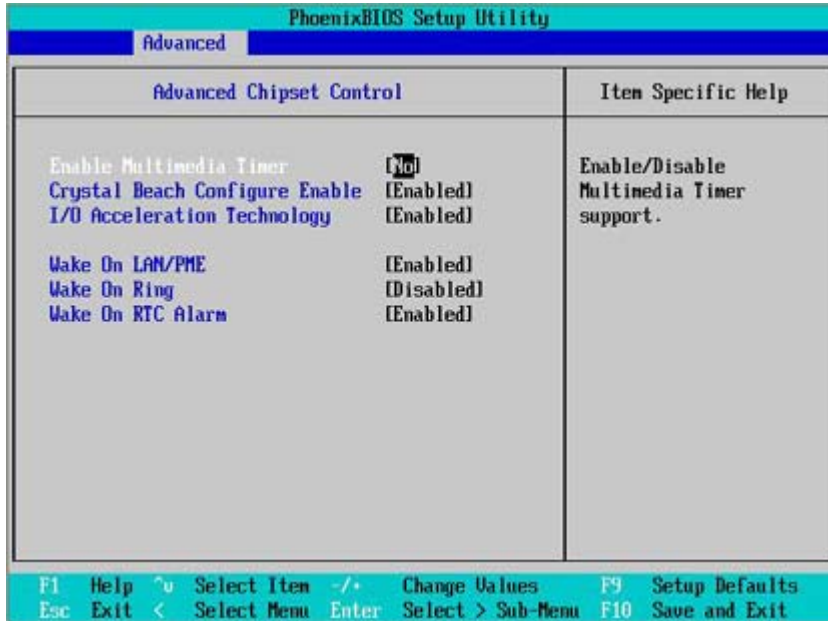 PhoenixBIOS Setup Utility
Advanced
Advanced Chipset Control
Item Specific Help
Enable Multimedia Timer [No]
Crystal Beach Configure Enable [Enabled]
I/O Acceleration Technology [Enabled]
Wake On LAN/PME [Enabled]
Wake On Ring [Disabled]
Wake On RTC Alarm [Enabled]
Enable/Disable
Multimedia Timer
support.
F1 Help ^v Select Item -/+ Change Values F9 Setup Defaults
Esc Exit < Select Menu Enter Select > Sub-Menu F10 Save and Exit